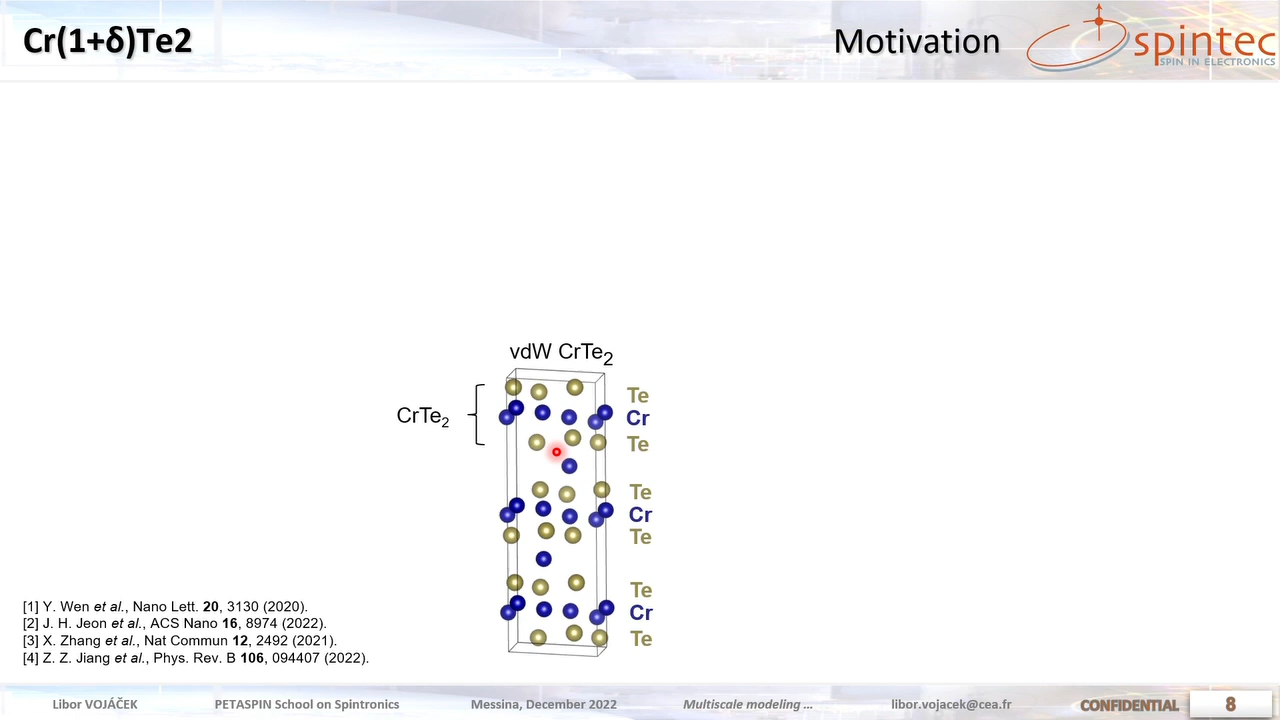 Cr(1+δ)Te2
Motivation
spintec
SPIN IN ELECTRONICS
vdW CrTe₂
CrTe₂
Te
Cr
Te
Te
Cr
Te
Te
Cr
Te
[1] Y. Wen et al., Nano Lett. 20, 3130 (2020).
[2] J. H. Jeon et al., ACS Nano 16, 8974 (2022).
[3] X. Zhang et al., Nat Commun 12, 2492 (2021).
[4] Z. Z. Jiang et al., Phys. Rev. B 106, 094407 (2022).
Libor VOJÁČEK PETASPIN School on Spintronics Messina, December 2022 Multiscale modeling ... libor.vojacek@cea.fr CONFIDENTIAL 8